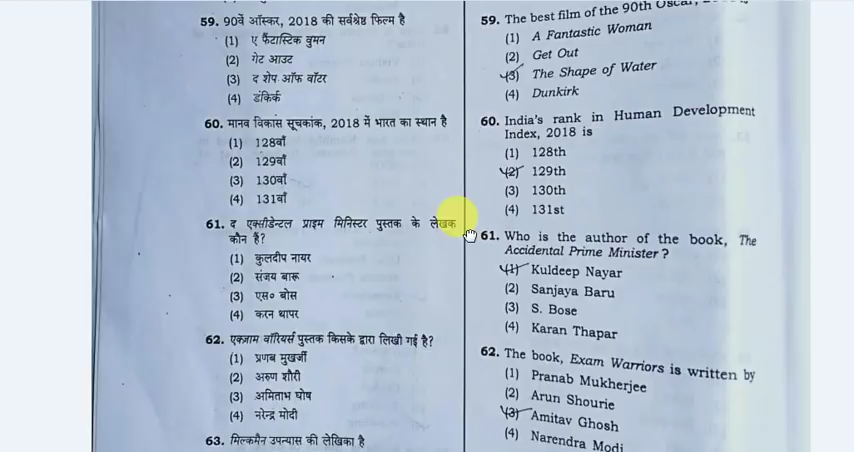 59. 90वें ऑस्कर, 2018 की सर्वश्रेष्ठ फिल्म है
(1) ए फैंटास्टिक वुमन
(2) गेट आउट
(3) द शेप ऑफ वॉटर
(4) डंकिर्क
60. मानव विकास सूचकांक, 2018 में भारत का स्थान है
(1) 128वाँ
(2) 129वाँ
(3) 130वाँ
(4) 131वाँ
61. द एक्सीडेन्टल प्राइम मिनिस्टर पुस्तक के लेखक
कौन हैं?
(1) कुलदीप नायर
(2) संजय बारू
(3) एस० बोस
(4) करन थापर
62. एक्ज़ाम वॉरियर्स पुस्तक किसके द्वारा लिखी गई है?
(1) प्रणब मुखर्जी
(2) अरुण शौरी
(3) अमिताभ घोष
(4) नरेन्द्र मोदी
63. मिल्कमैन उपन्यास की लेखिका है
59. The best film of the 90th Oscar,
(1) A Fantastic Woman
(2) Get Out
(3) The Shape of Water
(4) Dunkirk
60. India's rank in Human Development
Index, 2018 is
(1) 128th
(2) 129th
(3) 130th
(4) 131st
61. Who is the author of the book, The
Accidental Prime Minister?
(1) Kuldeep Nayar
(2) Sanjaya Baru
(3) S. Bose
(4) Karan Thapar
62. The book, Exam Warriors is written by
(1) Pranab Mukherjee
(2) Arun Shourie
(3) Amitav Ghosh
(4) Narendra Modi